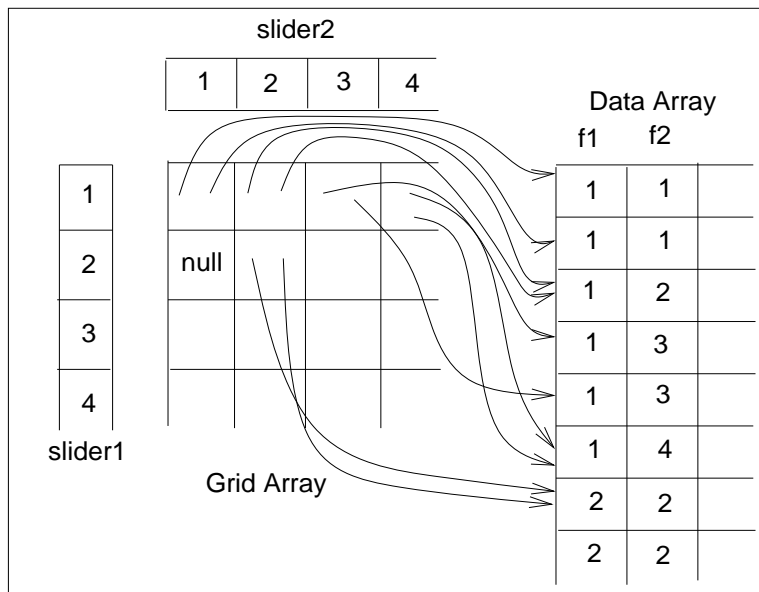 slider2
1 2 3 4
Data Array
f1 f2
1 1 1
1 1
2 null
1 2
3
1 3
4
1 3
slider1
1 4
Grid Array
2 2
2 2